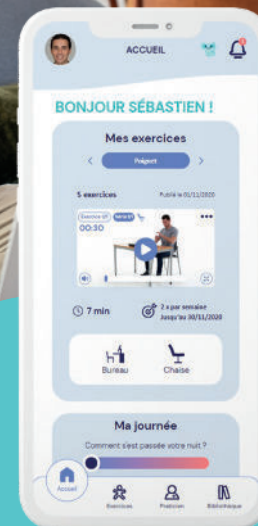 ACCUEIL
BONJOUR SÉBASTIEN !
Mes exercices
Poignet
5 exercices
Publié le 01/11/2020
00:30
7 min
2 x par semaine
Jusqu'au 30/11/2020
Bureau
Chaise
Ma journée
Comment s'est passée votre nuit ?
Accueil
Exercices
Praticien
Bibliothèque